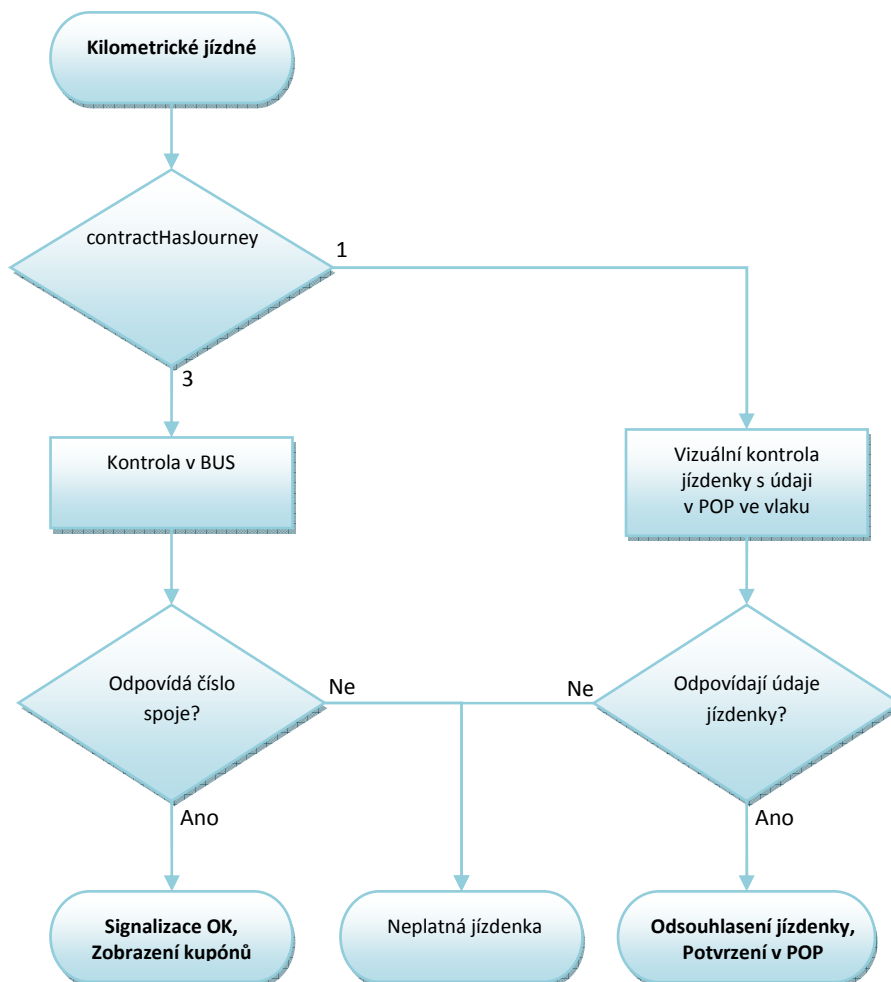 Kilometrické jízdné
contractHasJourney
1
3
Kontrola v BUS
Vizuální kontrola
jízdenky s údaji
v POP ve vlaku
Odpovídá číslo
spoje?
Ne
Ne
Odpovídají údaje
jízdenky?
Ano
Ano
Signalizace OK,
Zobrazení kupónů
Neplatná jízdenka
Odsouhlasení jízdenky,
Potvrzení v POP